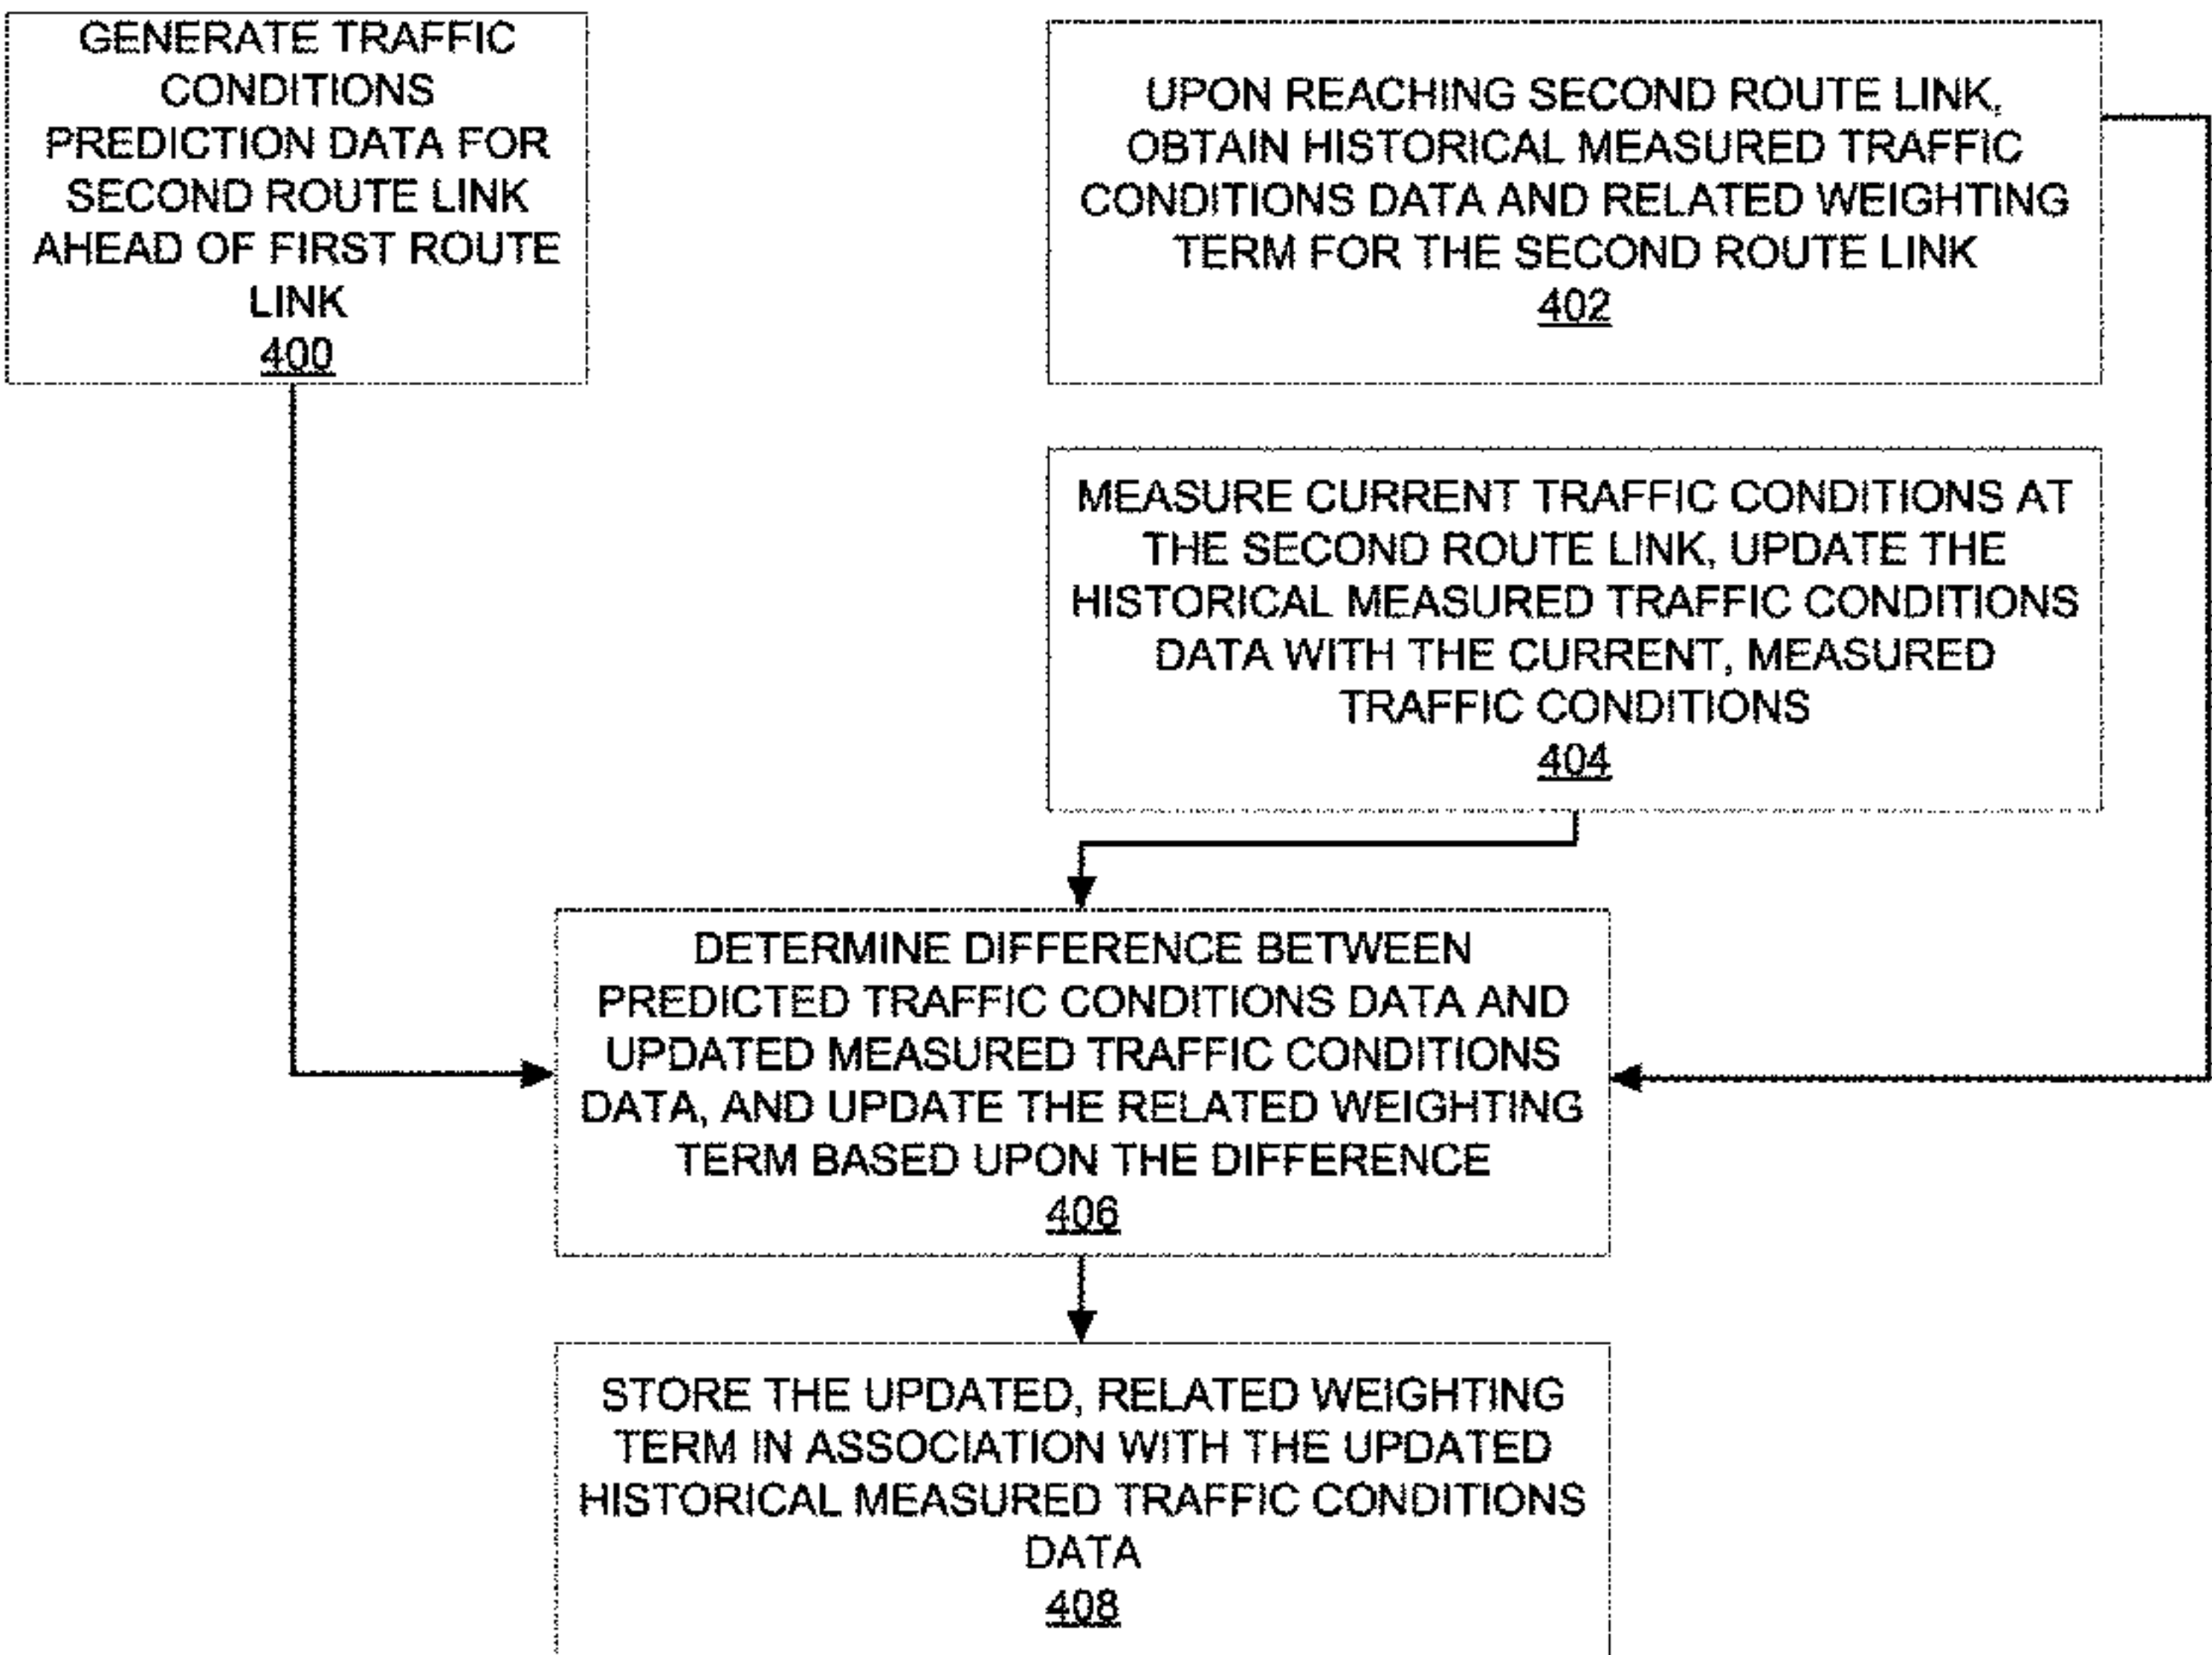 GENERATE TRAFFIC
CONDITIONS
PREDICTION DATA FOR
SECOND ROUTE LINK
AHEAD OF FIRST ROUTE
LINK
400
UPON REACHING SECOND ROUTE LINK,
OBTAIN HISTORICAL MEASURED TRAFFIC
CONDITIONS DATA AND RELATED WEIGHTING
TERM FOR THE SECOND ROUTE LINK
402
MEASURE CURRENT TRAFFIC CONDITIONS AT
THE SECOND ROUTE LINK, UPDATE THE
HISTORICAL MEASURED TRAFFIC CONDITIONS
DATA WITH THE CURRENT, MEASURED
TRAFFIC CONDITIONS
404
DETERMINE DIFFERENCE BETWEEN
PREDICTED TRAFFIC CONDITIONS DATA AND
UPDATED MEASURED TRAFFIC CONDITIONS
DATA, AND UPDATE THE RELATED WEIGHTING
TERM BASED UPON THE DIFFERENCE
406
STORE THE UPDATED, RELATED WEIGHTING
TERM IN ASSOCIATION WITH THE UPDATED
HISTORICAL MEASURED TRAFFIC CONDITIONS
DATA
408